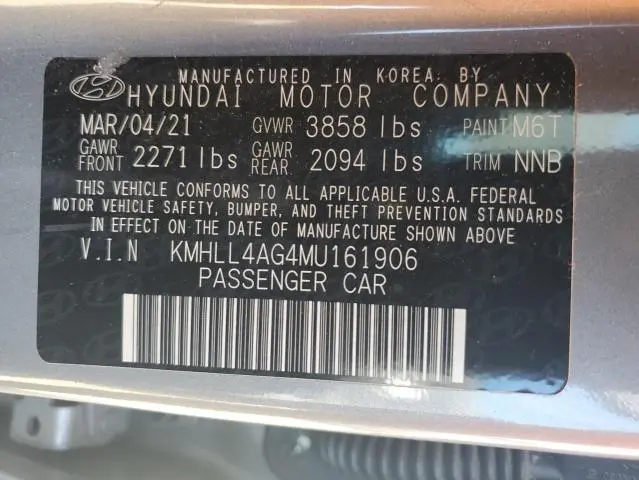 MANUFACTURED IN KOREA. BY
HYUNDAI MOTOR COMPANY
MAR/04/21 GVWR 3858 lbs PAINT M6T
GAWR FRONT 2271 lbs GAWR REAR. 2094 lbs TRIM NNB
THIS VEHICLE CONFORMS TO ALL APPLICABLE U.S.A. FEDERAL
MOTOR VEHICLE SAFETY, BUMPER, AND THEFT PREVENTION STANDARDS
IN EFFECT ON THE DATE OF MANUFACTURE SHOWN ABOVE
V.I.N KMHLL4AG4MU161906
PASSENGER CAR